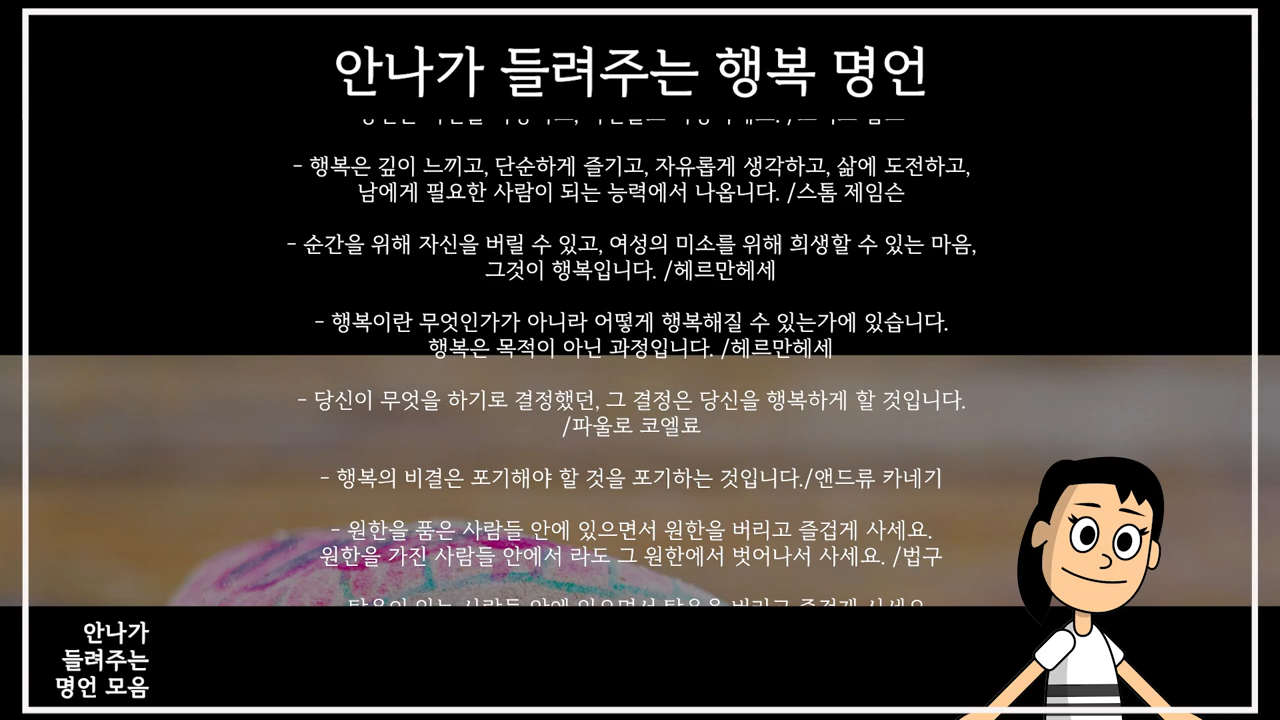 안나가 들려주는 행복 명언
- 행복은 깊이 느끼고, 단순하게 즐기고, 자유롭게 생각하고, 삶에 도전하고,
남에게 필요한 사람이 되는 능력에서 나옵니다. /스톰 제임슨
- 순간을 위해 자신을 버릴 수 있고, 여성의 미소를 위해 희생할 수 있는 마음,
그것이 행복입니다. /헤르만헤세
- 행복이란 무엇인가가 아니라 어떻게 행복해질 수 있는가에 있습니다.
행복은 목적이 아닌 과정입니다. /헤르만헤세
- 당신이 무엇을 하기로 결정했던, 그 결정은 당신을 행복하게 할 것입니다.
/파울로 코엘료
- 행복의 비결은 포기해야 할 것을 포기하는 것입니다./앤드류 카네기
- 원한을 품은 사람들 안에 있으면서 원한을 버리고 즐겁게 사세요.
원한을 가진 사람들 안에서 라도 그 원한에서 벗어나서 사세요. /법구
안나가
들려주는
명언 모음